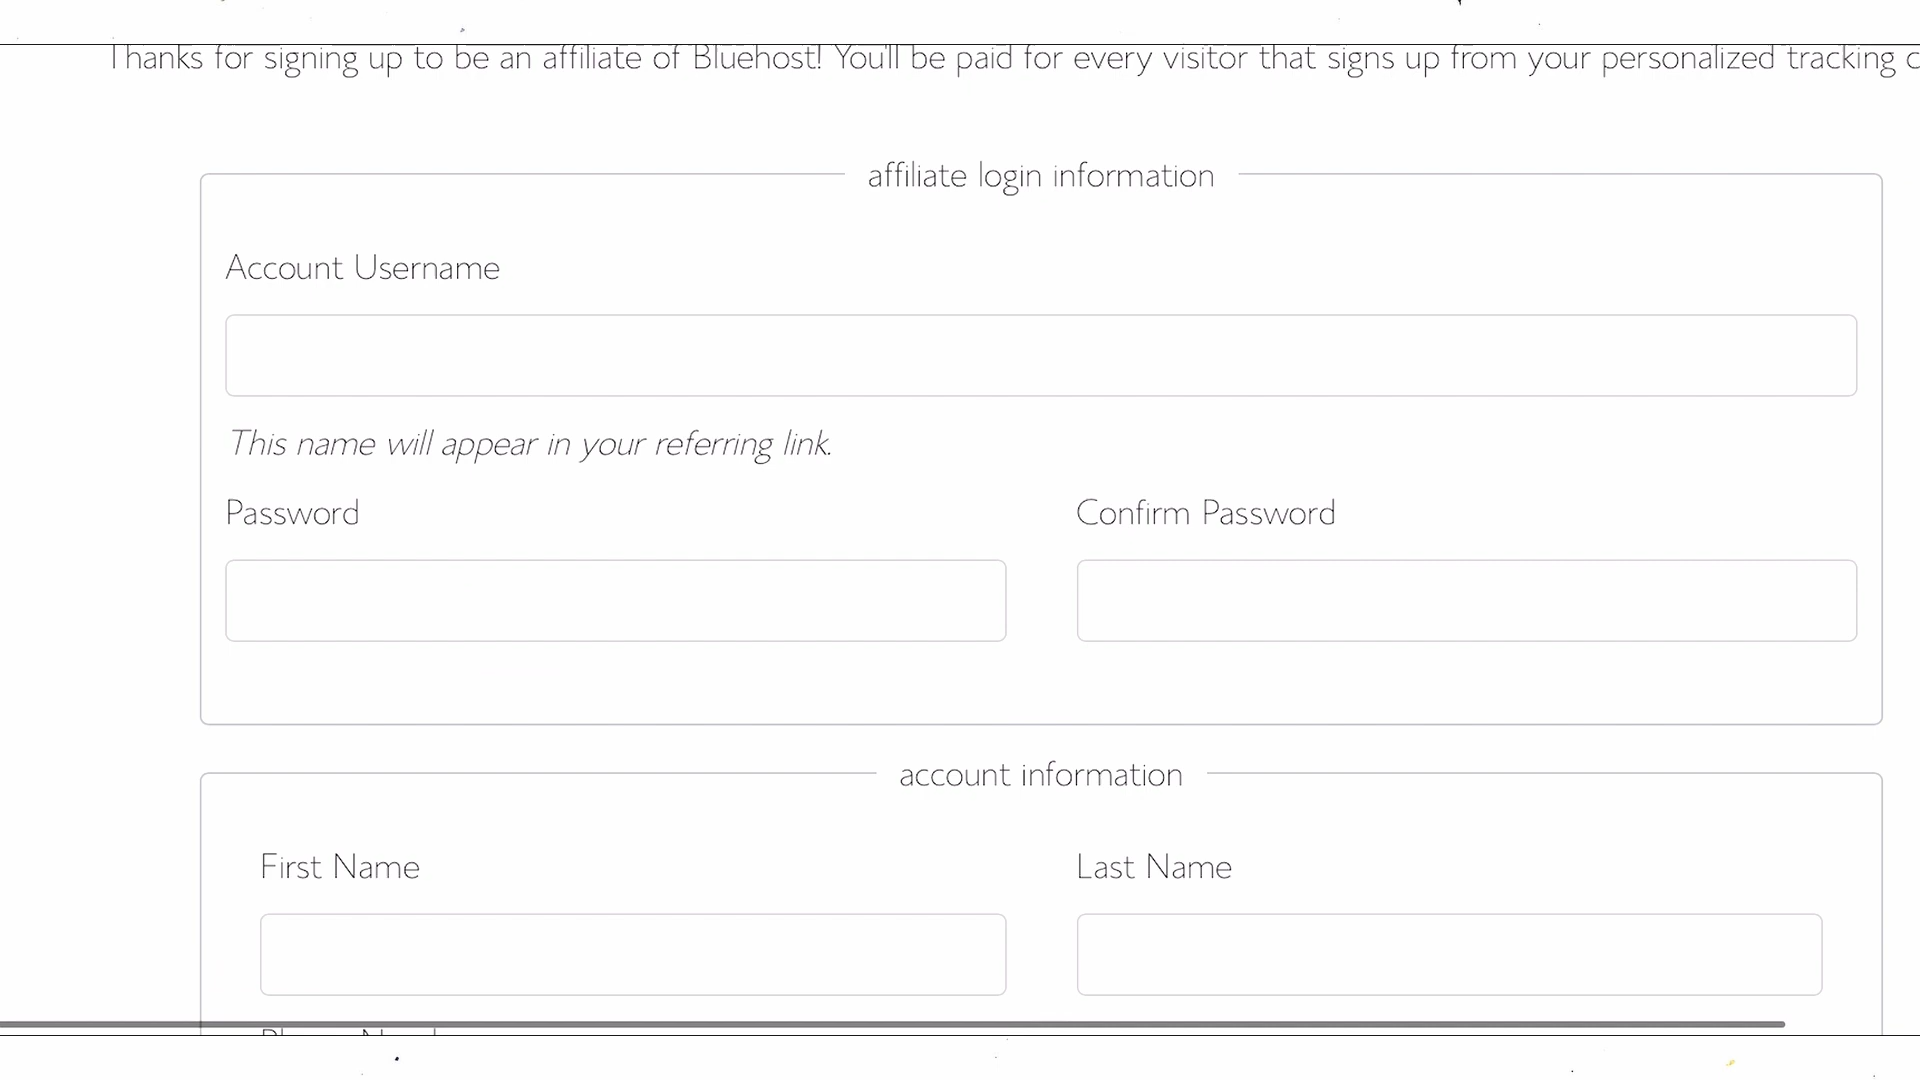 Thanks for signing up to be an affiliate of Bluehost! You'll be paid for every visitor that signs up from your personalized tracking
affiliate login information
Account Username
This name will appear in your referring link.
Password
Confirm Password
account information
First Name
Last Name